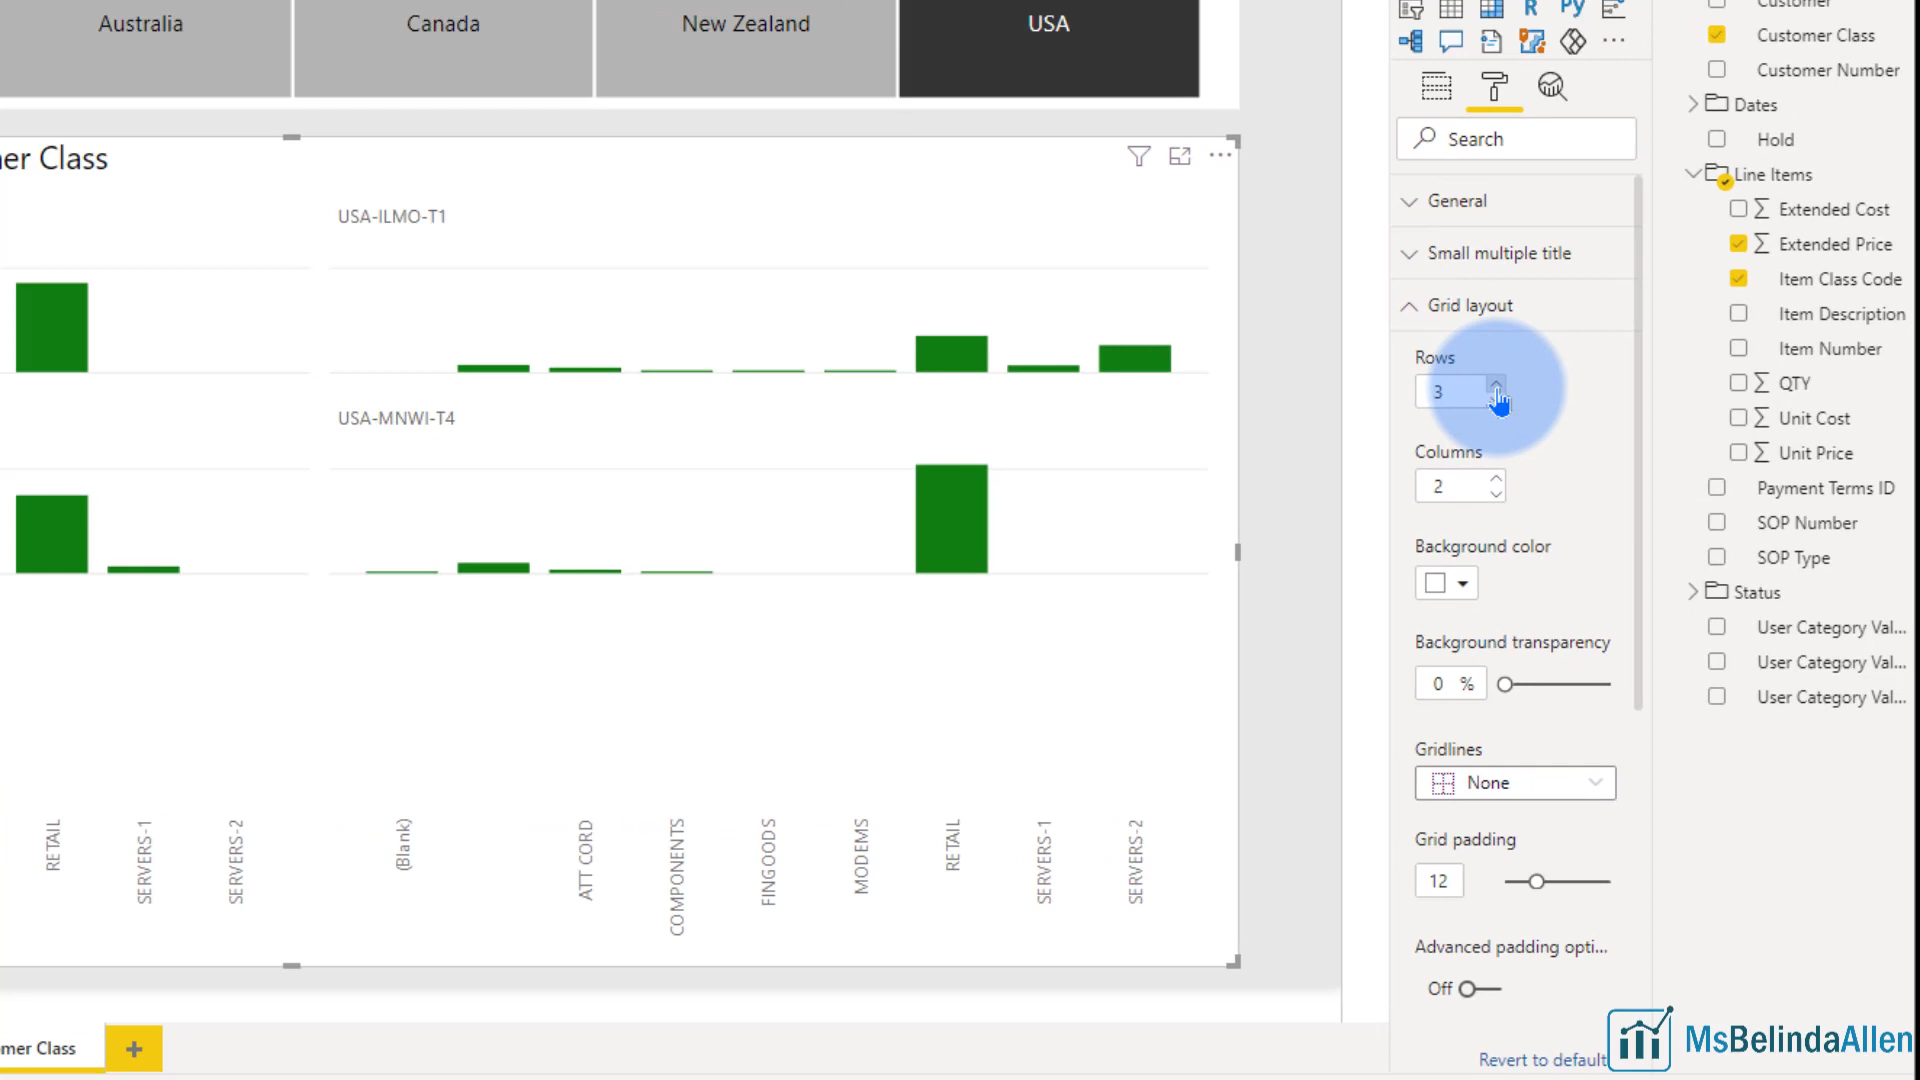 Australia
Canada
New Zealand
USA
er Class
USA-ILMO-T1
USA-MNWI-T4
RETAIL
SERVERS-1
SERVERS-2
(Blank)
ATT CORD
COMPONENTS
FINGOODS
MODEMS
RETAIL
SERVERS-1
SERVERS-2
mer Class
+
R
Py
Search
General
Small multiple title
Grid layout
Rows
3
Columns
2
Background color
Background transparency
0 %
Gridlines
None
Grid padding
12
Advanced padding opti...
Off
Revert to default
Customer
Customer Class
Customer Number
Dates
Hold
Line Items
Extended Cost
Extended Price
Item Class Code
Item Description
Item Number
QTY
Unit Cost
Unit Price
Payment Terms ID
SOP Number
SOP Type
Status
User Category Val...
User Category Val...
User Category Val...
MsBelindaAllen